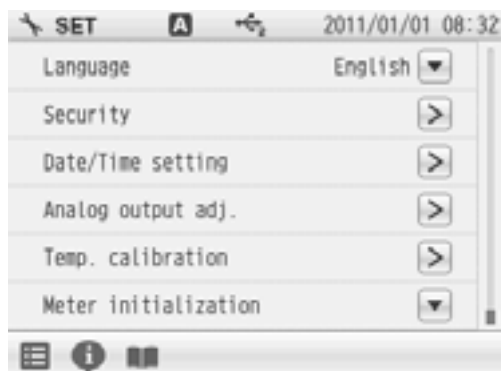 SET A 2 2011/01/01 08:32
Language English
Security
Date/Time setting
Analog output adj.
Temp. calibration
Meter initialization